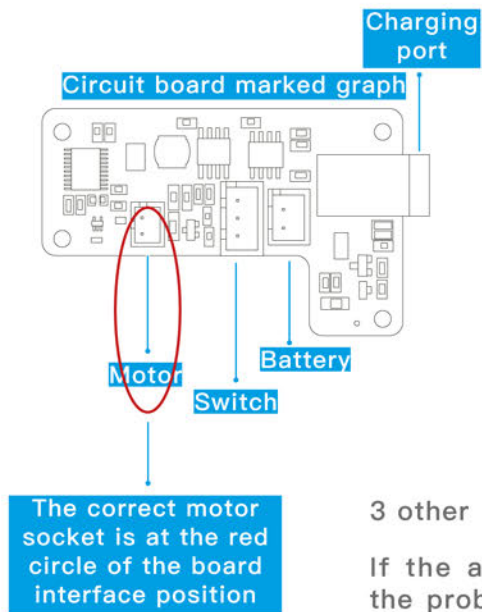 Charging
port
Circuit board marked graph
Motor
Battery
Switch
The correct motor
socket is at the red
circle of the board
interface position
3 other
If the a
the prob